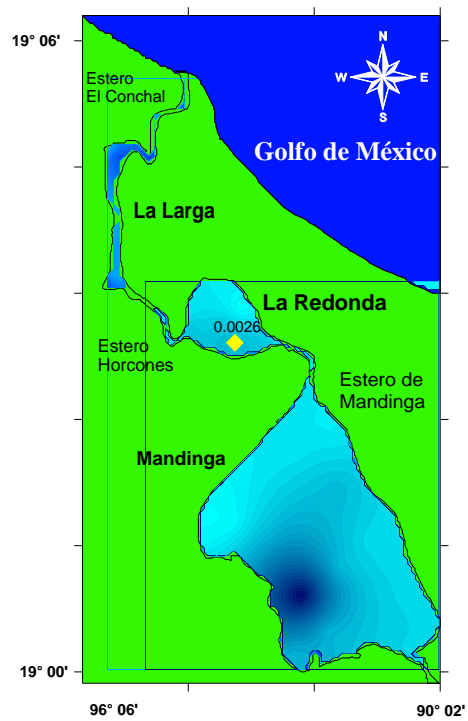 19° 06'
N
W E
S
Estero
El Conchal
Golfo de México
La Larga
La Redonda
0.0026
Estero
Horcones
Estero de
Mandinga
Mandinga
19° 00'
96° 06' 90° 02'